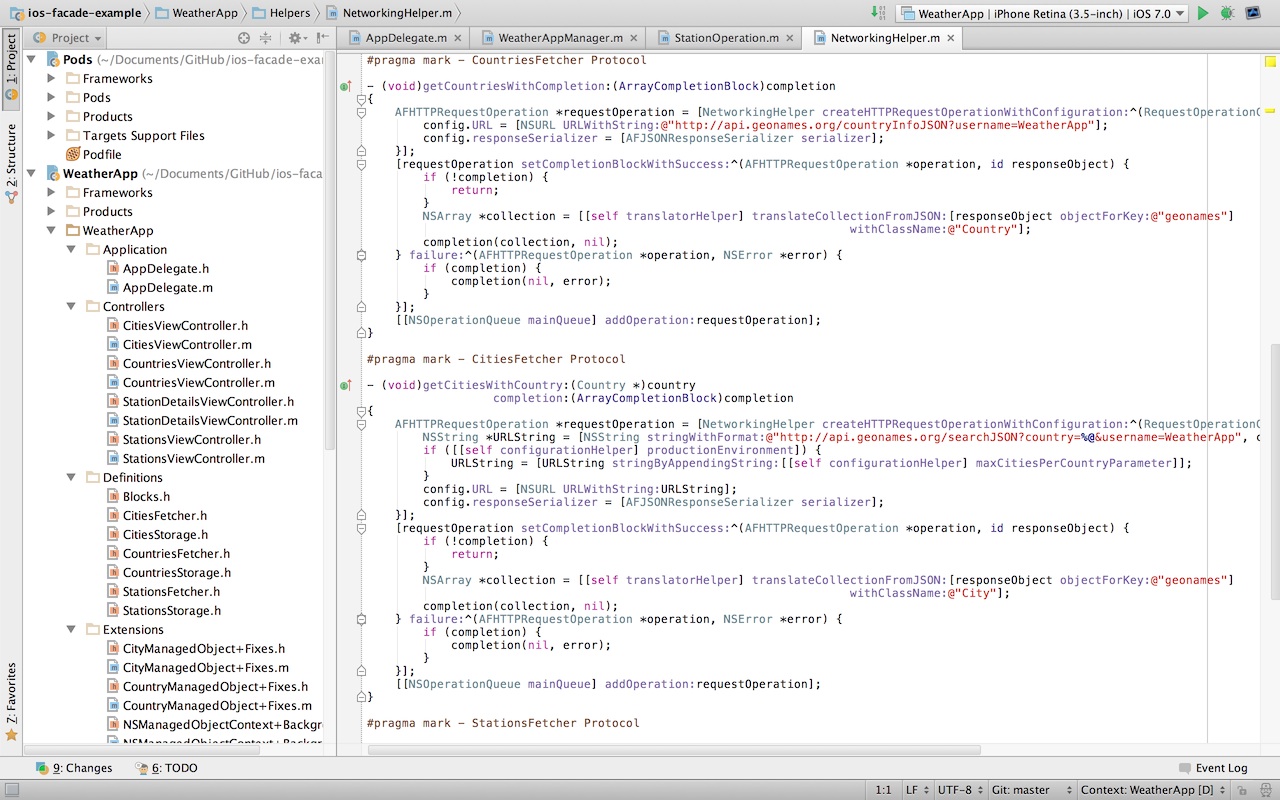 ios-facade-example WeatherApp Helpers NetworkingHelper.m WeatherApp | iPhone Retina (3.5-inch) | iOS 7.0
Project AppDelegate.m WeatherAppManager.m StationOperation.m NetworkingHelper.m
1: Project
2: Structure
Z: Favorites
Pods (~/Documents/GitHub/ios-facade-exa
Frameworks
Pods
Products
Targets Support Files
Podfile
WeatherApp (~/Documents/GitHub/ios-faca
Frameworks
Products
WeatherApp
Application
AppDelegate.h
AppDelegate.m
Controllers
CitiesViewController.h
CitiesViewController.m
CountriesViewController.h
CountriesViewController.m
StationDetailsViewController.h
StationDetailsViewController.m
StationsViewController.h
StationsViewController.m
Definitions
Blocks.h
CitiesFetcher.h
CitiesStorage.h
CountriesFetcher.h
CountriesStorage.h
StationsFetcher.h
StationsStorage.h
Extensions
CityManagedObject+Fixes.h
CityManagedObject+Fixes.m
CountryManagedObject+Fixes.h
CountryManagedObject+Fixes.m
NSManagedObjectContext+Backgr
NSManagedObjectContext+Backgr
#pragma mark - CountriesFetcher Protocol
- (void)getCountriesWithCompletion:(ArrayCompletionBlock)completion
{
AFHTTPRequestOperation *requestOperation = [NetworkingHelper createHTTPRequestOperationWithConfiguration:^(RequestOperationC
config.URL = [NSURL URLWithString:@"http://api.geonames.org/countryInfoJSON?username=WeatherApp"];
config.responseSerializer = [AFJSONResponseSerializer serializer];
}];
[requestOperation setCompletionBlockWithSuccess:^(AFHTTPRequestOperation *operation, id responseObject) {
if (!completion) {
return;
}
NSArray *collection = [[self translatorHelper] translateCollectionFromJSON:[responseObject objectForKey:@"geonames"]
withClassName:@"Country"];
completion(collection, nil);
} failure:^(AFHTTPRequestOperation *operation, NSError *error) {
if (completion) {
completion(nil, error);
}
}];
[[NSOperationQueue mainQueue] addOperation:requestOperation];
}
#pragma mark - CitiesFetcher Protocol
- (void)getCitiesWithCountry:(Country *)country
completion:(ArrayCompletionBlock)completion
{
AFHTTPRequestOperation *requestOperation = [NetworkingHelper createHTTPRequestOperationWithConfiguration:^(RequestOperationC
NSString *URLString = [NSString stringWithFormat:@"http://api.geonames.org/searchJSON?country=%@&username=WeatherApp", c
if ([[self configurationHelper] productionEnvironment]) {
URLString = [URLString stringByAppendingString:[[self configurationHelper] maxCitiesPerCountryParameter]];
}
config.URL = [NSURL URLWithString:URLString];
config.responseSerializer = [AFJSONResponseSerializer serializer];
}];
[requestOperation setCompletionBlockWithSuccess:^(AFHTTPRequestOperation *operation, id responseObject) {
if (!completion) {
return;
}
NSArray *collection = [[self translatorHelper] translateCollectionFromJSON:[responseObject objectForKey:@"geonames"]
withClassName:@"City"];
completion(collection, nil);
} failure:^(AFHTTPRequestOperation *operation, NSError *error) {
if (completion) {
completion(nil, error);
}
}];
[[NSOperationQueue mainQueue] addOperation:requestOperation];
}
#pragma mark - StationsFetcher Protocol
9: Changes 6: TODO Event Log
1:1 LF UTF-8 Git: master Context: WeatherApp [D]